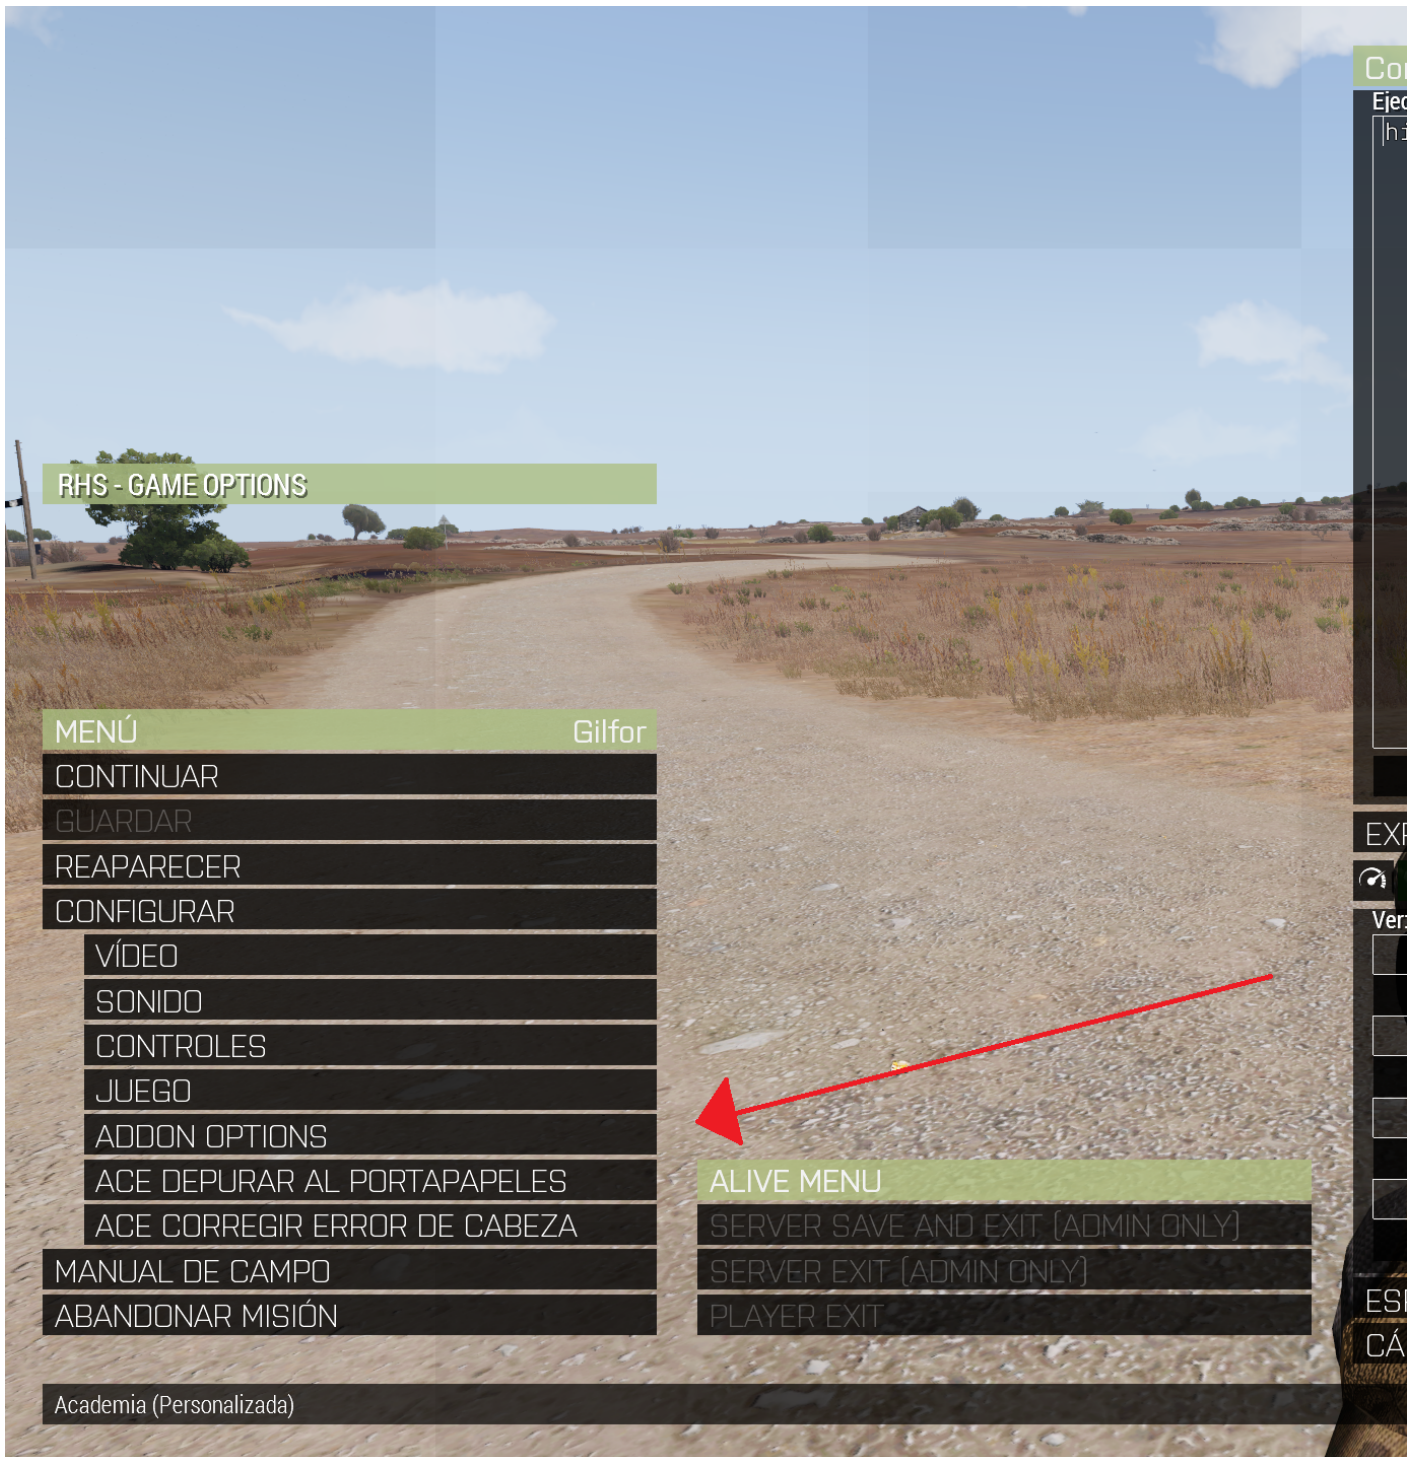 RHS - GAME OPTIONS
MENÚ Gilfor
CONTINUAR
GUARDAR
REAPARECER
CONFIGURAR
VÍDEO
SONIDO
CONTROLES
JUEGO
ADDON OPTIONS
ACE DEPURAR AL PORTAPAPELES
ACE CORREGIR ERROR DE CABEZA
MANUAL DE CAMPO
ABANDONAR MISIÓN
ALIVE MENU
SERVER SAVE AND EXIT (ADMIN ONLY)
SERVER EXIT (ADMIN ONLY)
PLAYER EXIT
Academia (Personalizada)